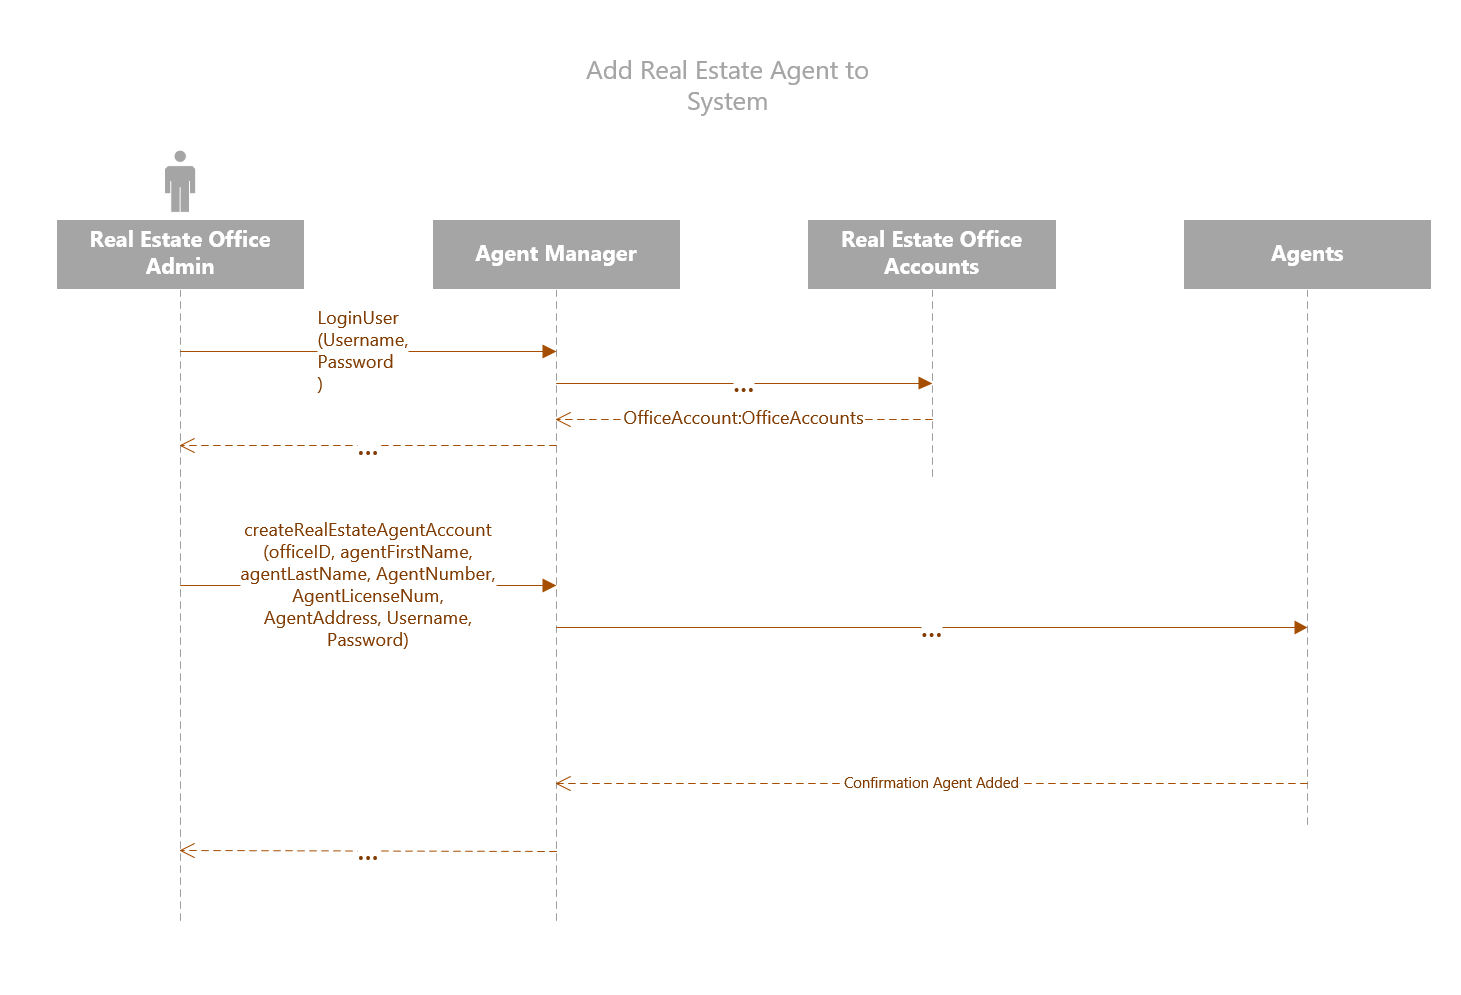 Add Real Estate Agent to
System
Real Estate Office
Admin
Agent Manager
Real Estate Office
Accounts
Agents
LoginUser
(Username,
Password
)
...
OfficeAccount:OfficeAccounts
...
createRealEstateAgentAccount
(officeID, agentFirstName,
agentLastName, AgentNumber,
AgentLicenseNum,
AgentAddress, Username,
Password)
...
Confirmation Agent Added
...